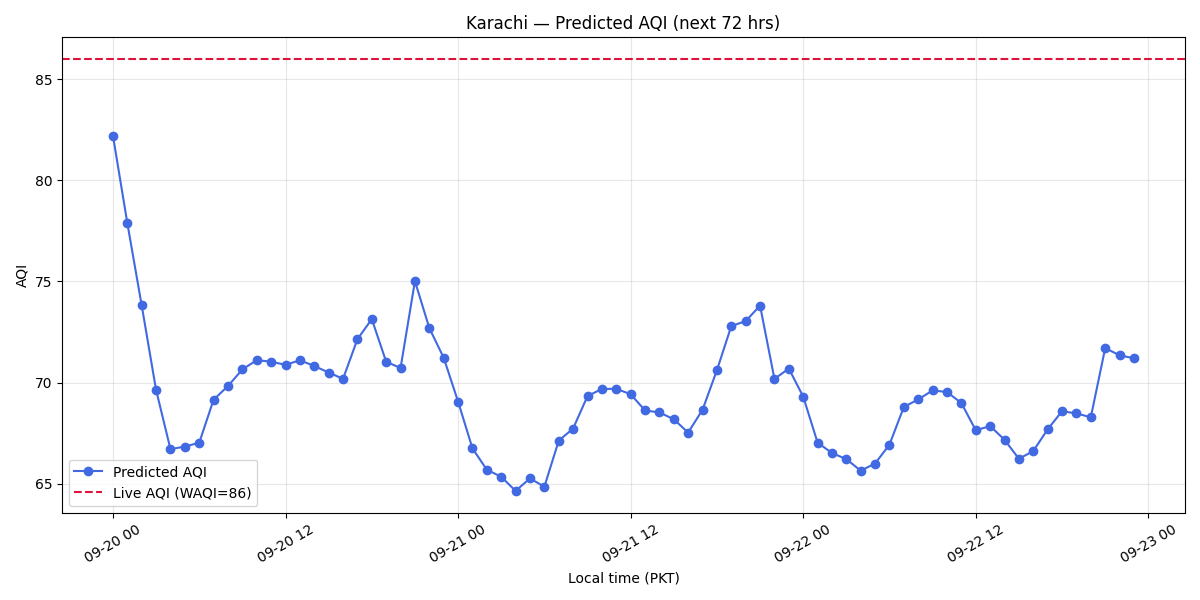 Karachi — Predicted AQI (next 72 hrs)
AQI
85
80
75
70
65
Predicted AQI
Live AQI (WAQI=86)
09-20 00
09-20 12
09-21 00
09-21 12
09-22 00
09-22 12
09-23 00
Local time (PKT)